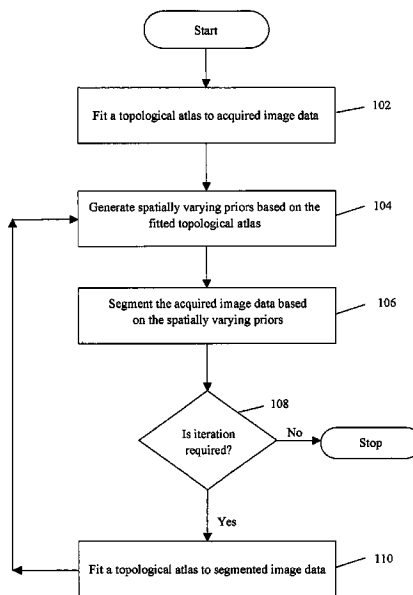 Start
Fit a topological atlas to acquired image data
102
Generate spatially varying priors based on the
fitted topological atlas
104
Segment the acquired image data based
on the spatially varying priors
106
108
Is iteration
required?
No
Stop
Yes
Fit a topological atlas to segmented image data
110